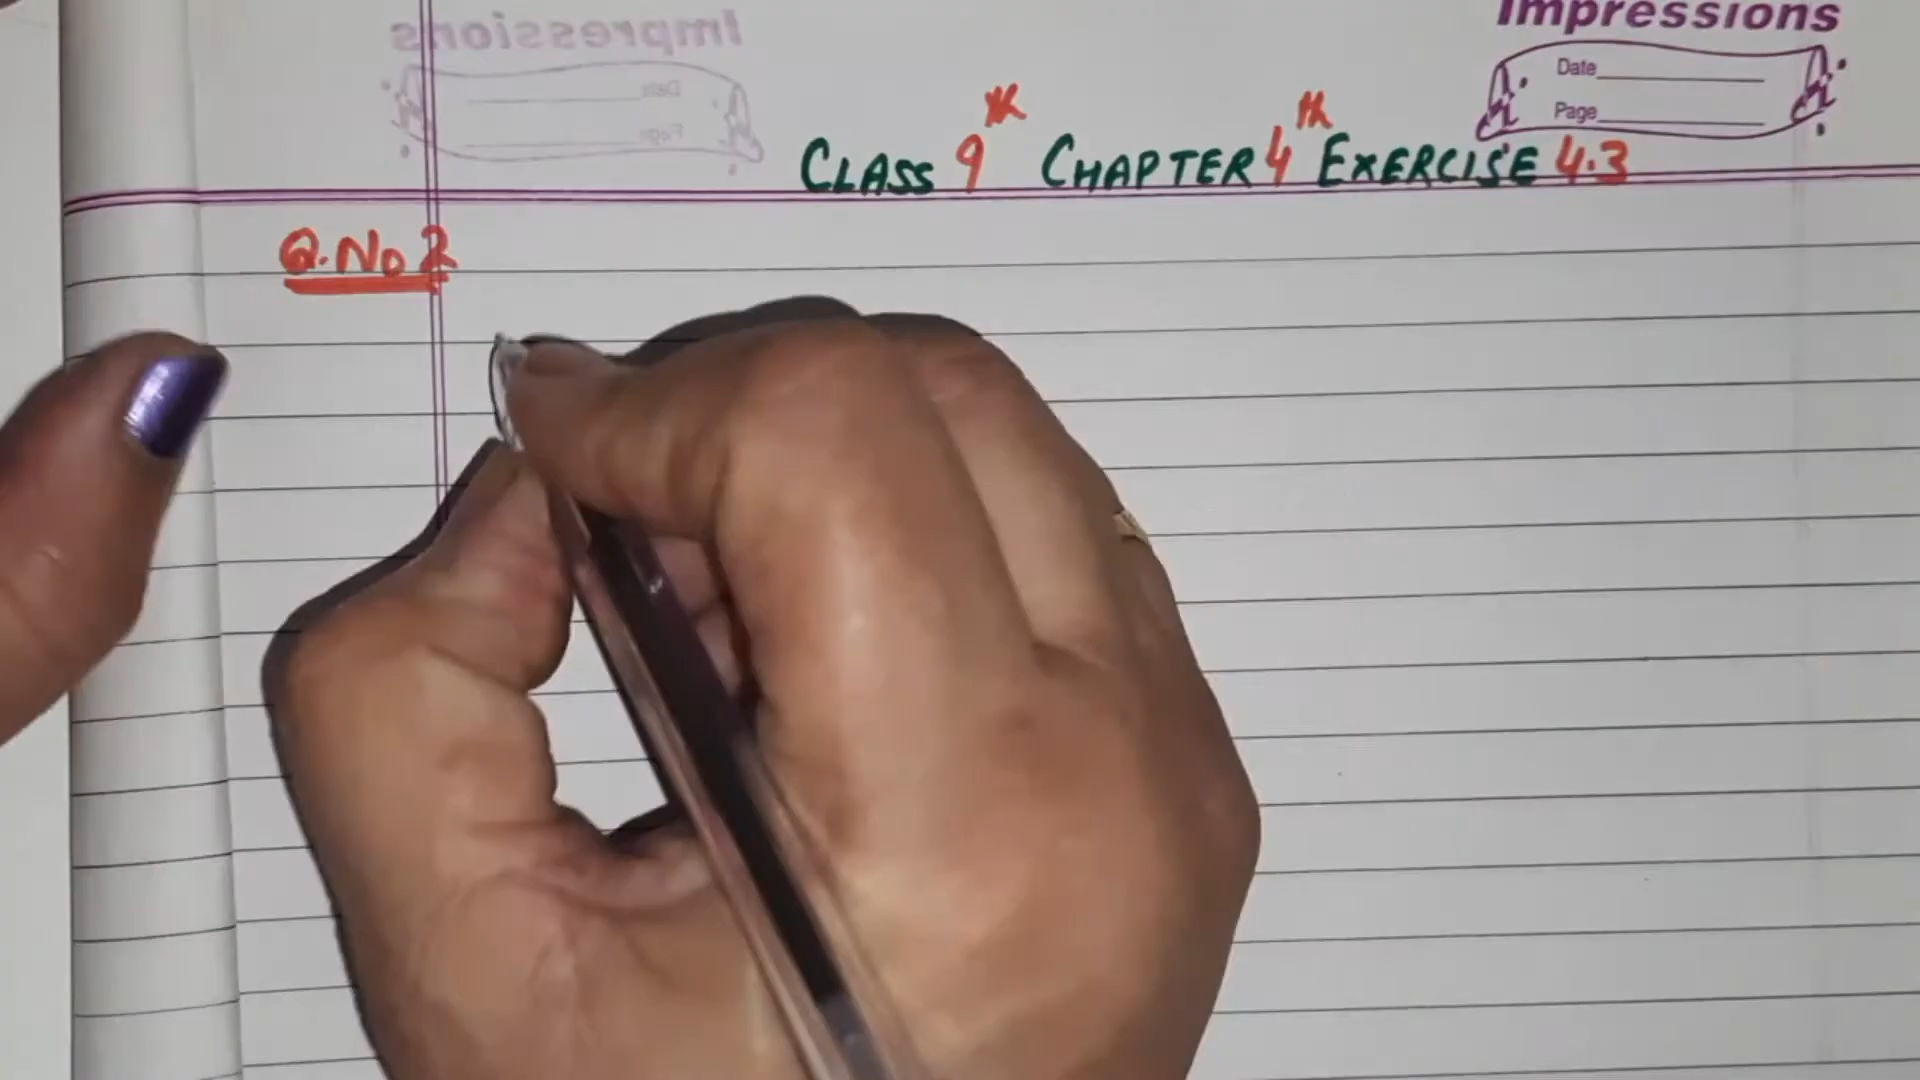 Impressions
Date
Page
CLASS 9th CHAPTER 4th EXERCISE 4.3
Q.No 2